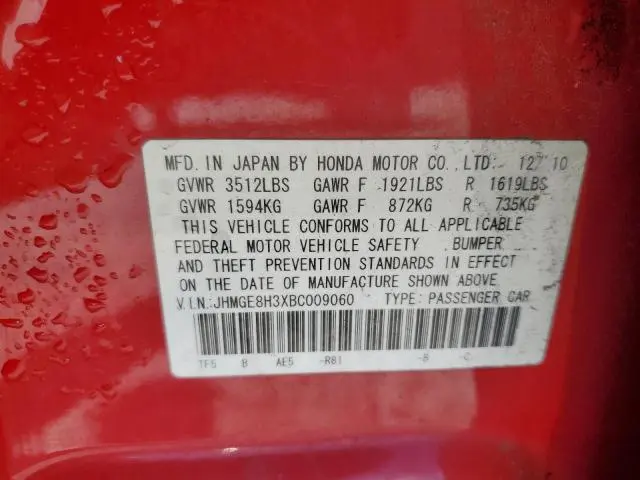 MFD. IN JAPAN BY HONDA MOTOR CO.,LTD. 12/10
GVWR 3512LBS GAWR F 1921LBS R 1619LBS
GVWR 1594KG GAWR F 872KG R 735KG
THIS VEHICLE CONFORMS TO ALL APPLICABLE
FEDERAL MOTOR VEHICLE SAFETY BUMPER
AND THEFT PREVENTION STANDARDS IN EFFECT
ON THE DATE OF MANUFACTURE SHOWN ABOVE
V.I.N.:JHMGE8H3XBC009060 TYPE: PASSENGER CAR
TF5 B AE5 -R81 -B -C